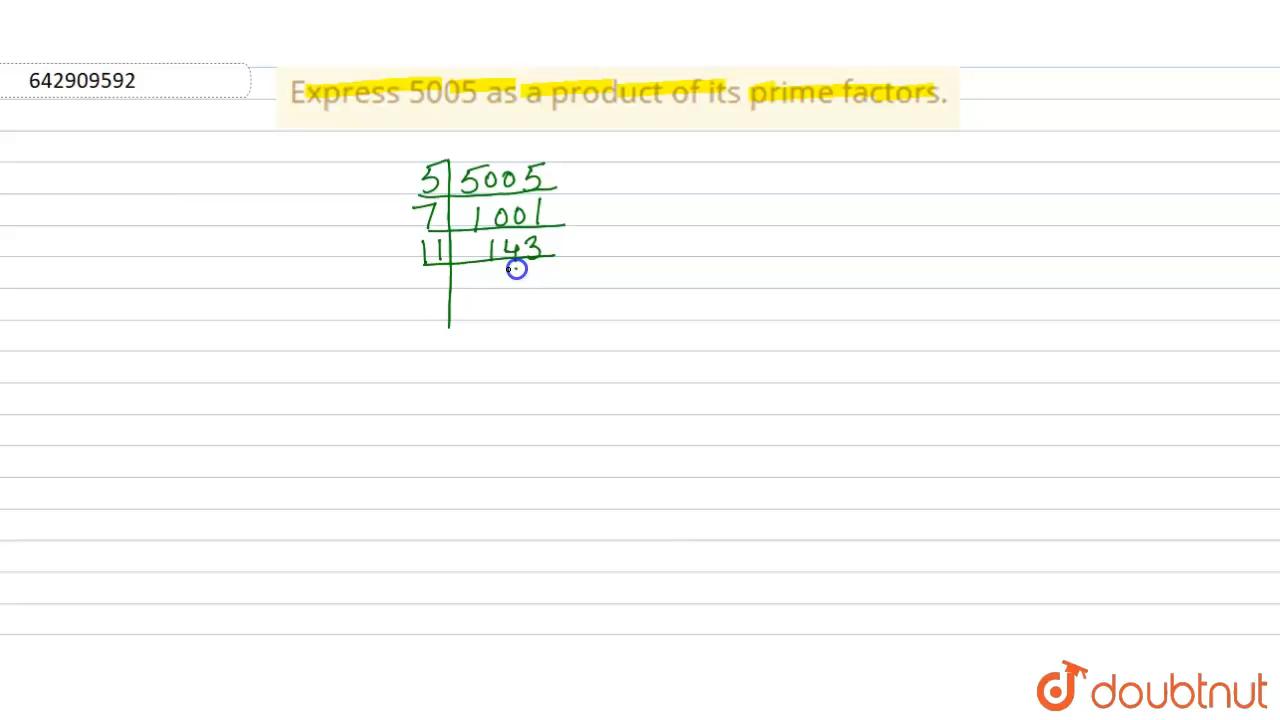 642909592
Express 5005 as a product of its prime factors.
5 5005
7 1001
11 143
doubtnut